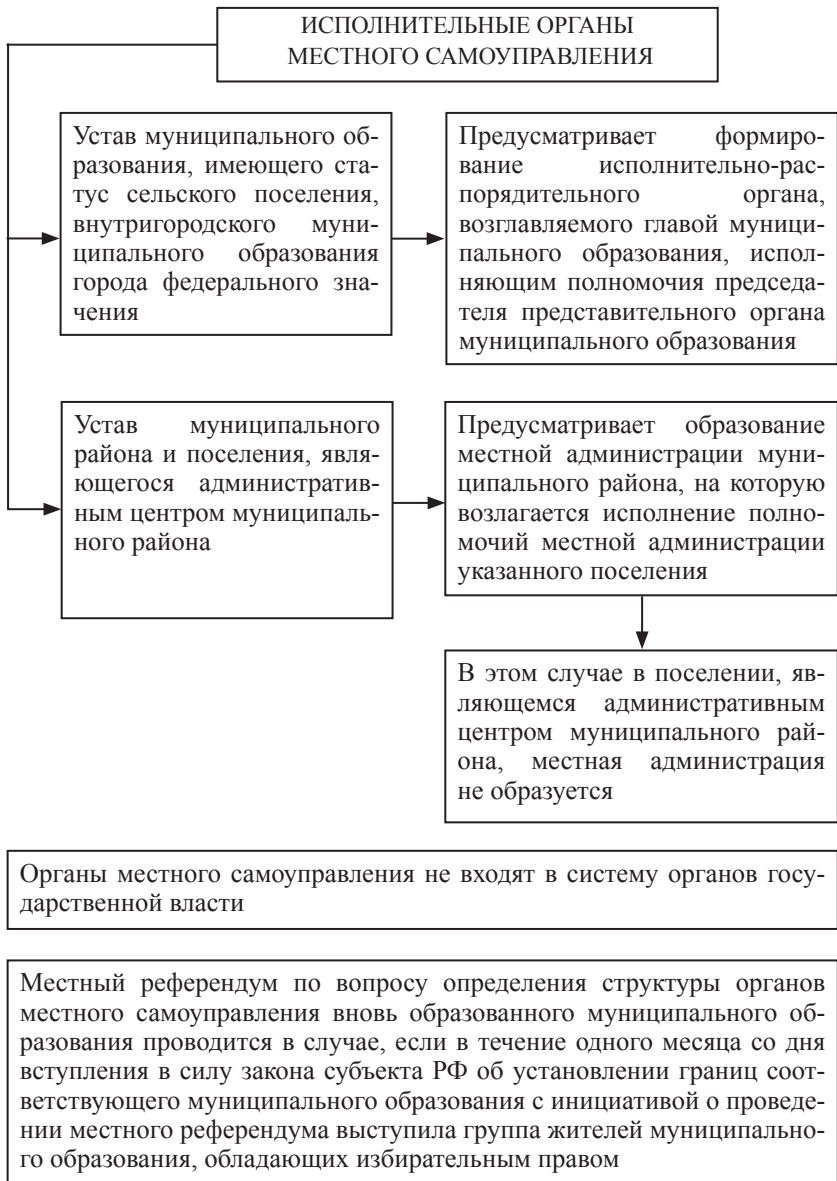 ИСПОЛНИТЕЛЬНЫЕ ОРГАНЫ
МЕСТНОГО САМОУПРАВЛЕНИЯ
Устав муниципального об-
разования, имеющего ста-
тус сельского поселения,
внутригородского муни-
ципального образования
города федерального зна-
чения
Предусматривает формиро-
вание исполнительно-рас-
порядительного органа,
возглавляемого главой муници-
пального образования, испол-
няющим полномочия председа-
теля представительного органа
муниципального образования
Устав муниципального
района и поселения, явля-
ющегося административ-
ным центром муниципаль-
ного района
Предусматривает образование
местной администрации муни-
ципального района, на которую
возлагается исполнение полно-
мочий местной администрации
указанного поселения
В этом случае в поселении, яв-
ляющемся административным
центром муниципального рай-
она, местная администрация
не образуется
Органы местного самоуправления не входят в систему органов госу-
дарственной власти
Местный референдум по вопросу определения структуры органов
местного самоуправления вновь образованного муниципального об-
разования проводится в случае, если в течение одного месяца со дня
вступления в силу закона субъекта РФ об установлении границ соот-
ветствующего муниципального образования с инициативой о проведе-
нии местного референдума выступила группа жителей муниципально-
го образования, обладающих избирательным правом